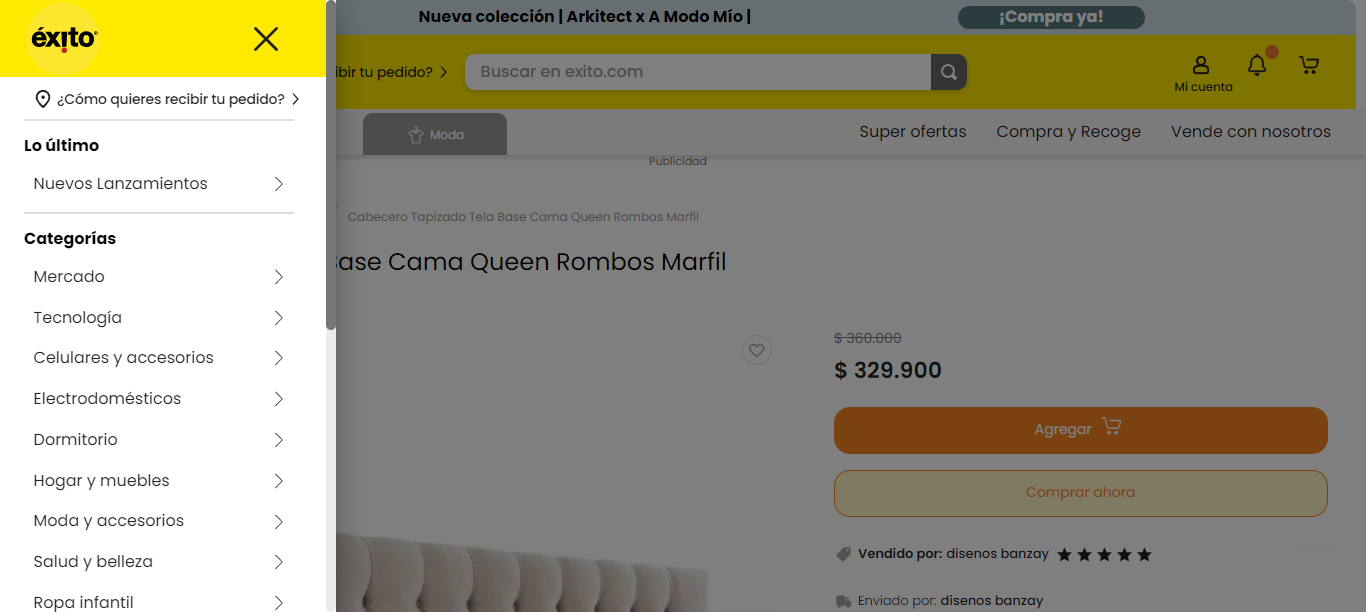 Nueva colección | Arkitect x A Modo Mío |
¡Compra ya!
éxito
ibir tu pedido?
Buscar en exito.com
Mi cuenta
¿Cómo quieres recibir tu pedido?
Moda
Super ofertas
Compra y Recoge
Vende con nosotros
Lo último
Publicidad
Nuevos Lanzamientos
Cabecero Tapizado Tela Base Cama Queen Rombos Marfil
Categorías
Base Cama Queen Rombos Marfil
Mercado
Tecnología
Celulares y accesorios
Electrodomésticos
Dormitorio
Hogar y muebles
Moda y accesorios
Salud y belleza
Ropa infantil
$ 360.000
$ 329.900
Agregar
Comprar ahora
Vendido por: disenos banzay
Enviado por: disenos banzay